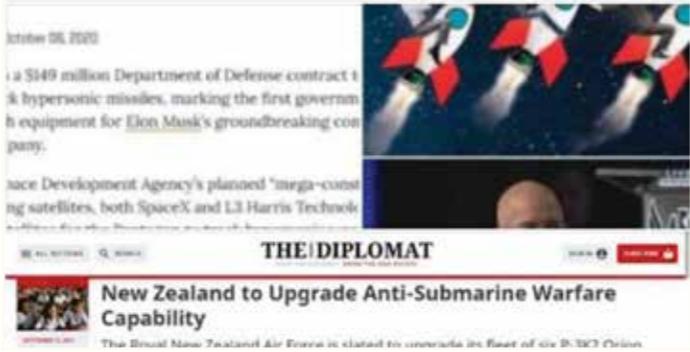 October 08, 2020
a $149 million Department of Defense contract t
k hypersonic missiles, marking the first governm
h equipment for Elon Musk's groundbreaking con
pany.
ace Development Agency's planned "mega-const
ng satellites, both SpaceX and L3 Harris Technolo
ALL SECTIONS SEARCH THE|DIPLOMAT SIGN IN SUBSCRIBE
New Zealand to Upgrade Anti-Submarine Warfare
Capability
The Royal New Zealand Air Force is slated to upgrade its fleet of six P-3K2 Orion